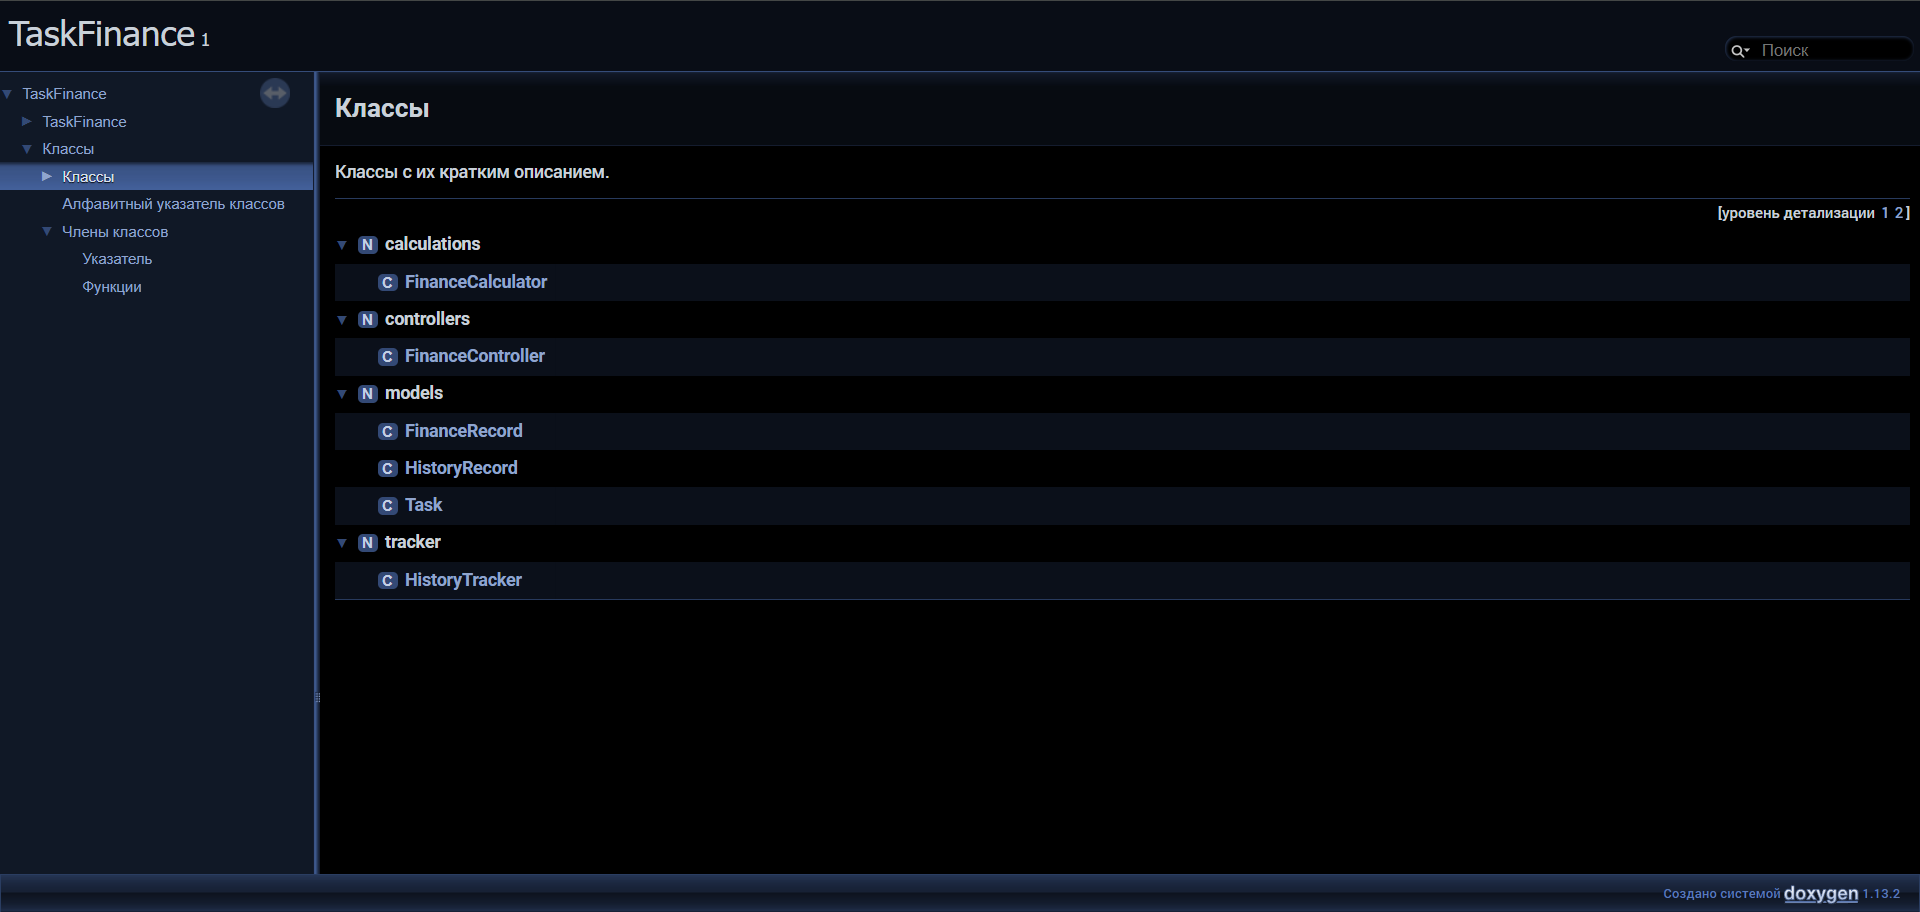 TaskFinance 1
Поиск
TaskFinance
TaskFinance
Классы
Классы
Алфавитный указатель классов
Члены классов
Указатель
Функции
Классы
Классы с их кратким описанием.
[уровень детализации 1 2]
N calculations
C FinanceCalculator
N controllers
C FinanceController
N models
C FinanceRecord
C HistoryRecord
C Task
N tracker
C HistoryTracker
Создано системой doxygen 1.13.2